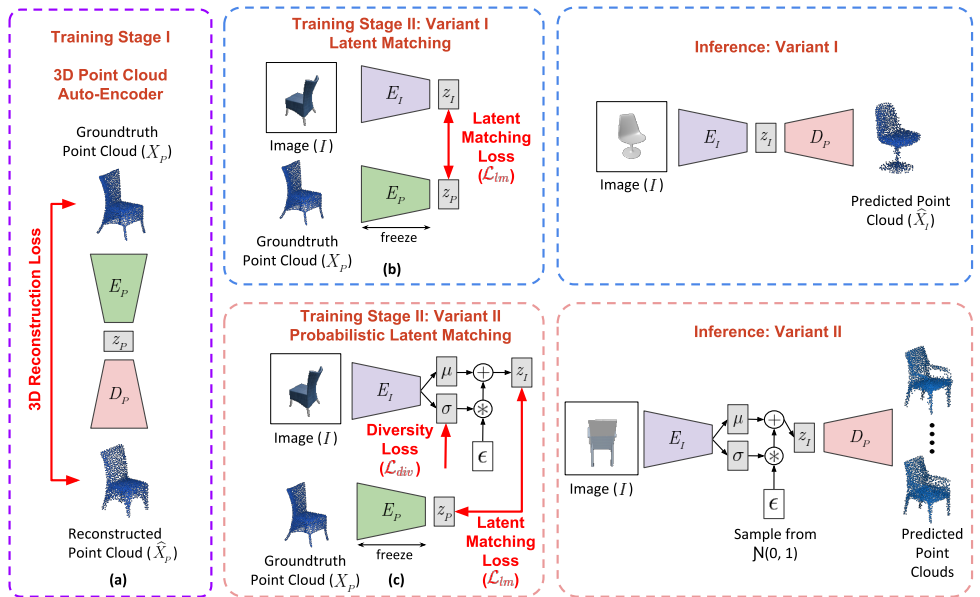 Training Stage I
3D Point Cloud
Auto-Encoder
Groundtruth
Point Cloud (X_P)
3D Reconstruction Loss
E_P
z_P
D_P
Reconstructed
Point Cloud (X̂_P)
(a)
Training Stage II: Variant I
Latent Matching
E_I
z_I
Image (I)
Latent
Matching
Loss
(ℒ_lm)
E_P
z_P
freeze
Groundtruth
Point Cloud (X_P)
(b)
Inference: Variant I
E_I
z_I
D_P
Image (I)
Predicted Point
Cloud (X̂_I)
Training Stage II: Variant II
Probabilistic Latent Matching
E_I
μ
+
z_I
σ
*
Image (I)
Diversity
Loss
(ℒ_div)
ϵ
E_P
z_P
freeze
Latent
Matching
Loss
(ℒ_lm)
Groundtruth
Point Cloud (X_P)
(c)
Inference: Variant II
E_I
μ
+
z_I
D_P
σ
*
Image (I)
ϵ
Sample from
N(0, 1)
Predicted
Point
Clouds